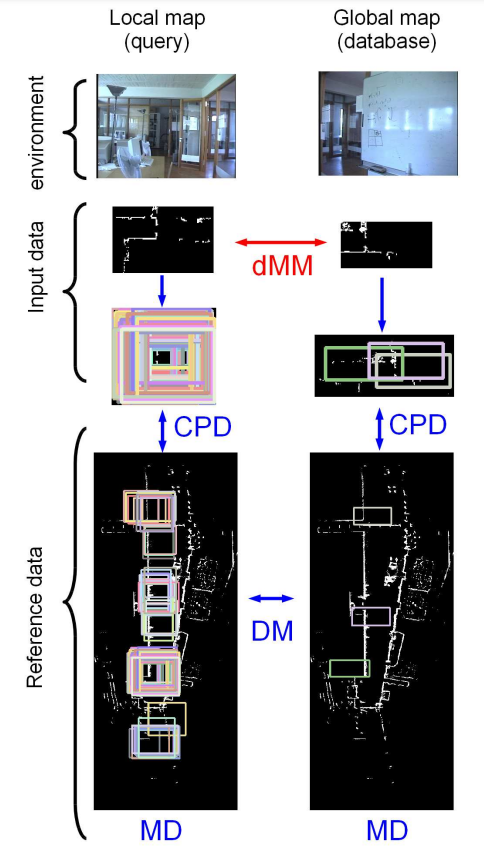 Local map
(query)
Global map
(database)
environment
Input data
dMM
CPD
CPD
Reference data
DM
MD
MD